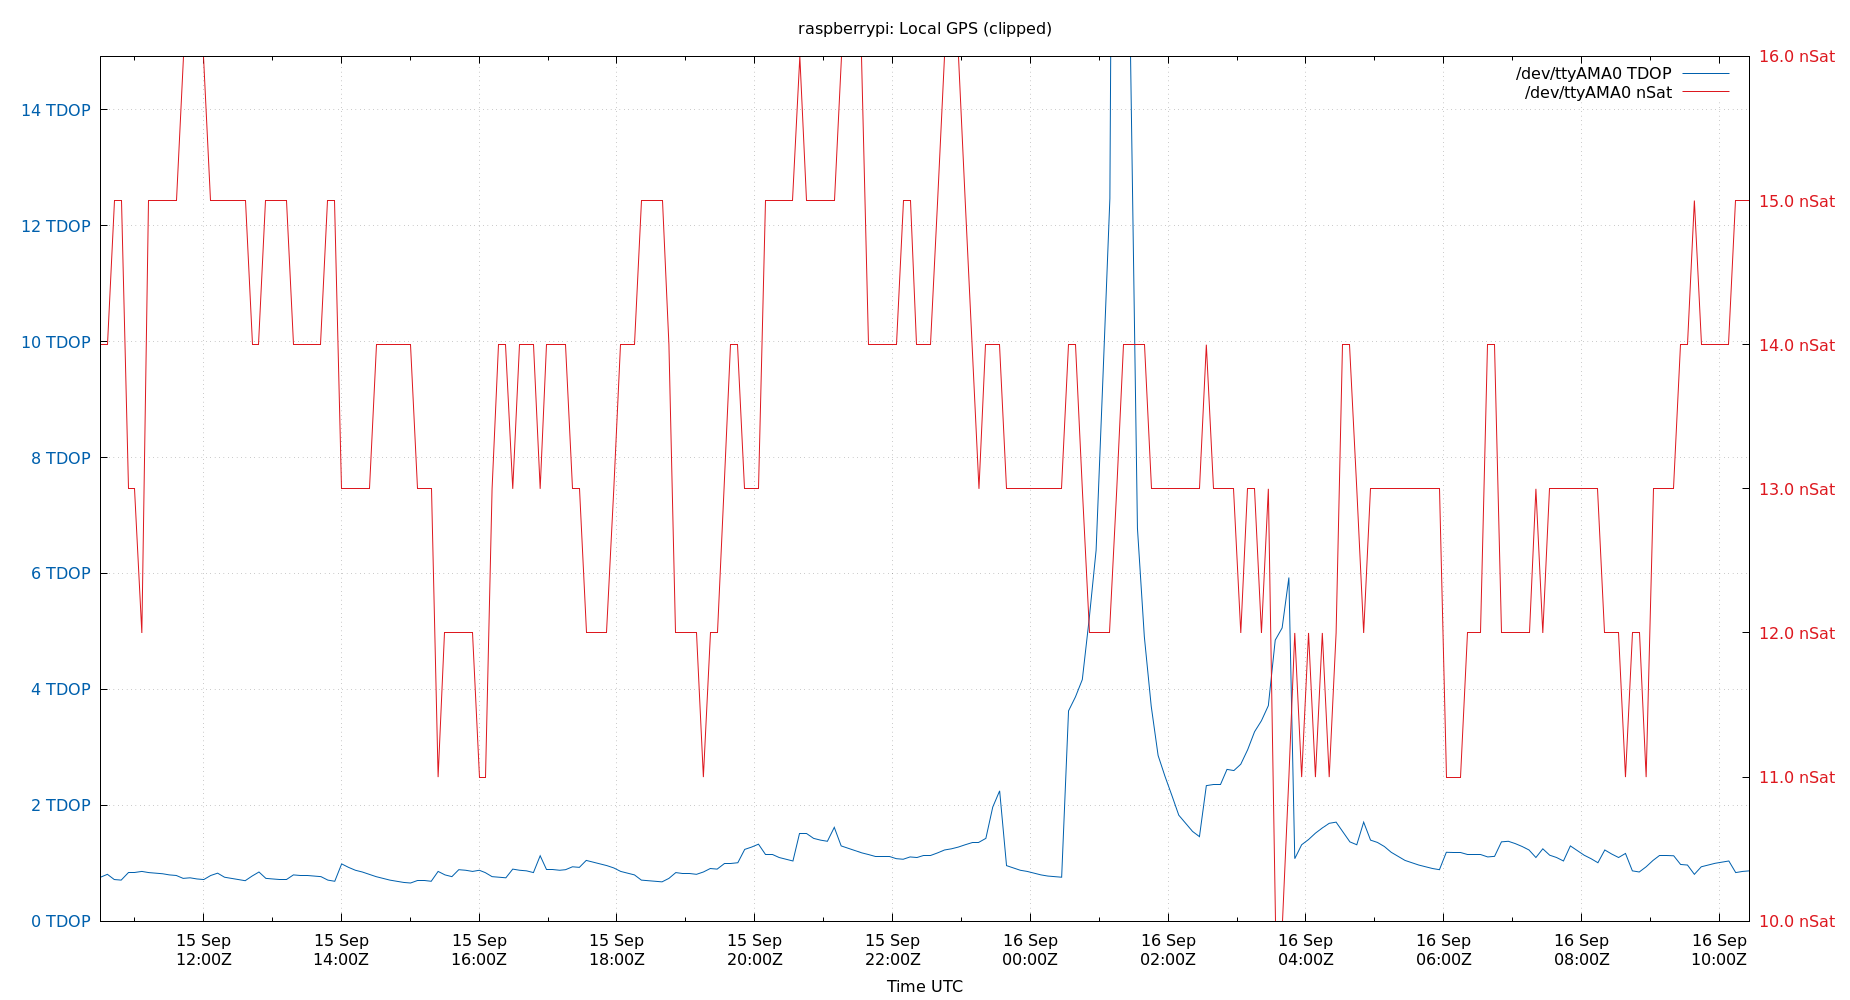 raspberrypi: Local GPS (clipped)
/dev/ttyAMA0 TDOP
/dev/ttyAMA0 nSat
14 TDOP
12 TDOP
10 TDOP
8 TDOP
6 TDOP
4 TDOP
2 TDOP
0 TDOP
16.0 nSat
15.0 nSat
14.0 nSat
13.0 nSat
12.0 nSat
11.0 nSat
10.0 nSat
15 Sep 15 Sep 15 Sep 15 Sep 15 Sep 15 Sep 16 Sep 16 Sep 16 Sep 16 Sep 16 Sep 16 Sep
12:00Z 14:00Z 16:00Z 18:00Z 20:00Z 22:00Z 00:00Z 02:00Z 04:00Z 06:00Z 08:00Z 10:00Z
Time UTC